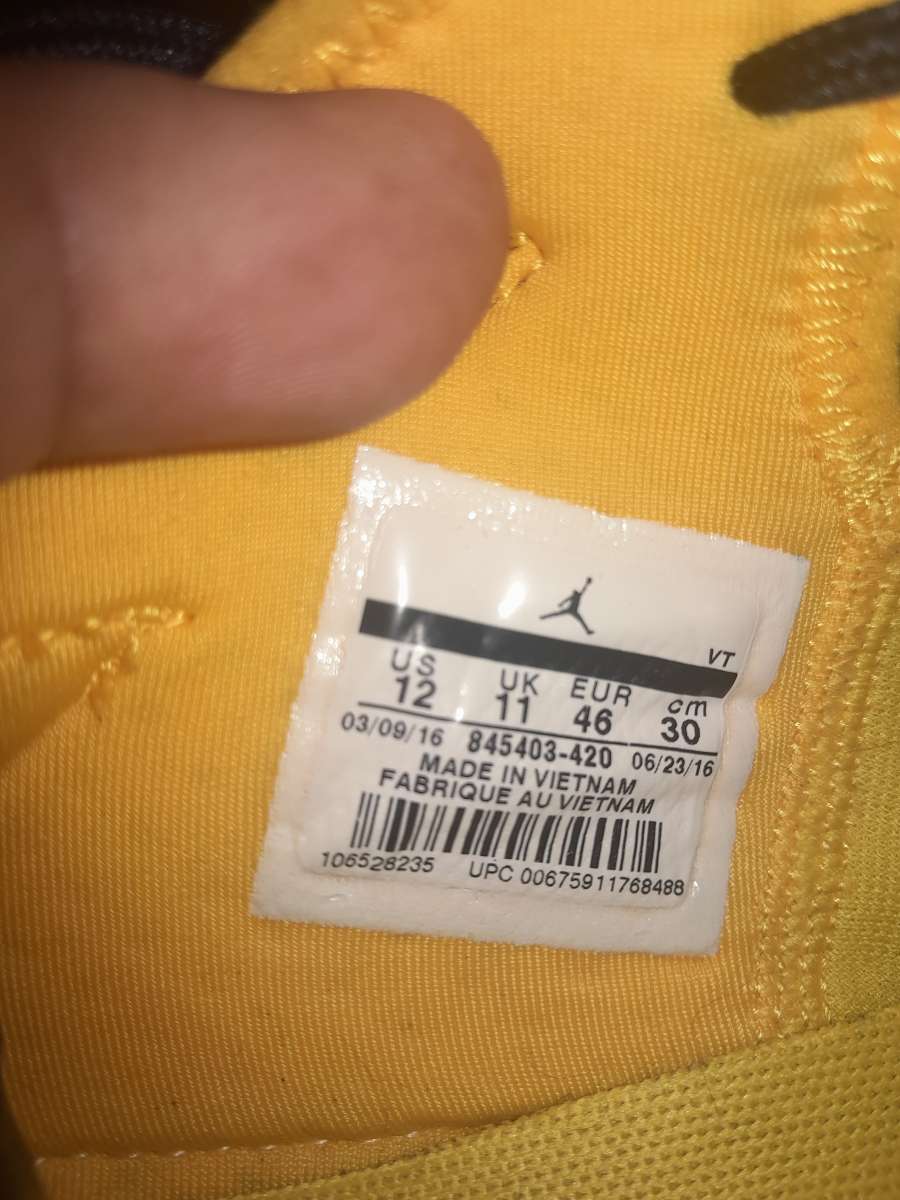 VT
US UK EUR cm
12 11 46 30
03/09/16 845403-420 06/23/16
MADE IN VIETNAM
FABRIQUE AU VIETNAM
106528235 UPC 00675911768488